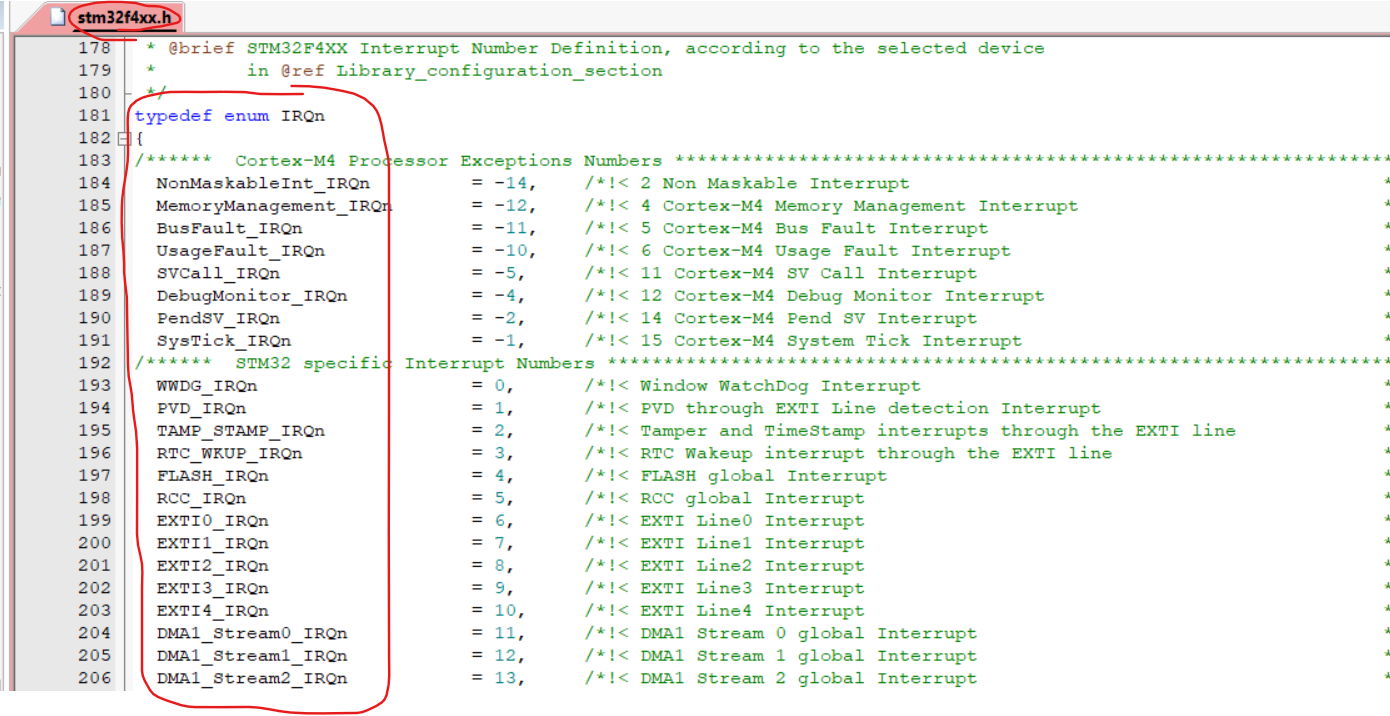 stm32f4xx.h
178 * @brief STM32F4XX Interrupt Number Definition, according to the selected device
179 * in @ref Library_configuration_section
180 */
181 typedef enum IRQn
182 {
183 /****** Cortex-M4 Processor Exceptions Numbers ****************************************************************
184 NonMaskableInt_IRQn = -14, /*!< 2 Non Maskable Interrupt *
185 MemoryManagement_IRQn = -12, /*!< 4 Cortex-M4 Memory Management Interrupt *
186 BusFault_IRQn = -11, /*!< 5 Cortex-M4 Bus Fault Interrupt *
187 UsageFault_IRQn = -10, /*!< 6 Cortex-M4 Usage Fault Interrupt *
188 SVCall_IRQn = -5, /*!< 11 Cortex-M4 SV Call Interrupt *
189 DebugMonitor_IRQn = -4, /*!< 12 Cortex-M4 Debug Monitor Interrupt *
190 PendSV_IRQn = -2, /*!< 14 Cortex-M4 Pend SV Interrupt *
191 SysTick_IRQn = -1, /*!< 15 Cortex-M4 System Tick Interrupt *
192 /****** STM32 specific Interrupt Numbers **********************************************************************
193 WWDG_IRQn = 0, /*!< Window WatchDog Interrupt *
194 PVD_IRQn = 1, /*!< PVD through EXTI Line detection Interrupt *
195 TAMP_STAMP_IRQn = 2, /*!< Tamper and TimeStamp interrupts through the EXTI line *
196 RTC_WKUP_IRQn = 3, /*!< RTC Wakeup interrupt through the EXTI line *
197 FLASH_IRQn = 4, /*!< FLASH global Interrupt *
198 RCC_IRQn = 5, /*!< RCC global Interrupt *
199 EXTI0_IRQn = 6, /*!< EXTI Line0 Interrupt *
200 EXTI1_IRQn = 7, /*!< EXTI Line1 Interrupt *
201 EXTI2_IRQn = 8, /*!< EXTI Line2 Interrupt *
202 EXTI3_IRQn = 9, /*!< EXTI Line3 Interrupt *
203 EXTI4_IRQn = 10, /*!< EXTI Line4 Interrupt *
204 DMA1_Stream0_IRQn = 11, /*!< DMA1 Stream 0 global Interrupt *
205 DMA1_Stream1_IRQn = 12, /*!< DMA1 Stream 1 global Interrupt *
206 DMA1_Stream2_IRQn = 13, /*!< DMA1 Stream 2 global Interrupt *